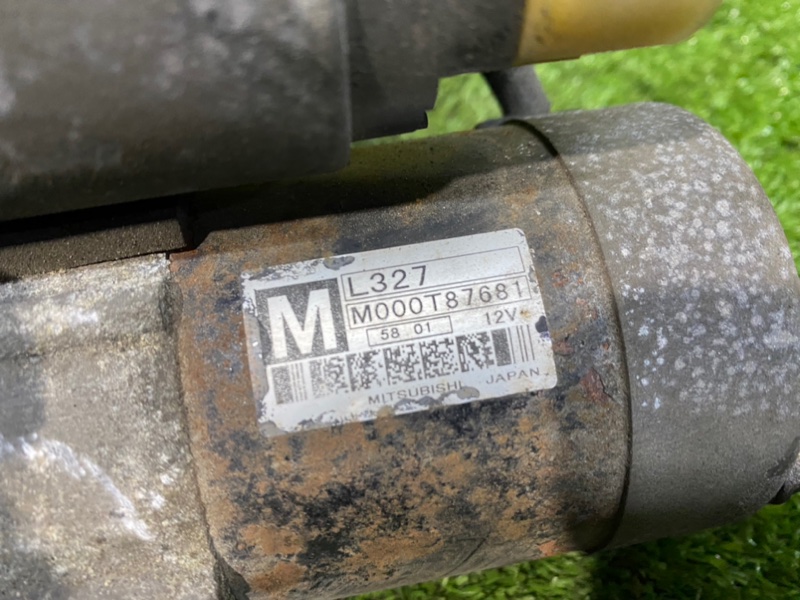 M
L327
M000T87681
58 01 12V
MITSUBISHI JAPAN